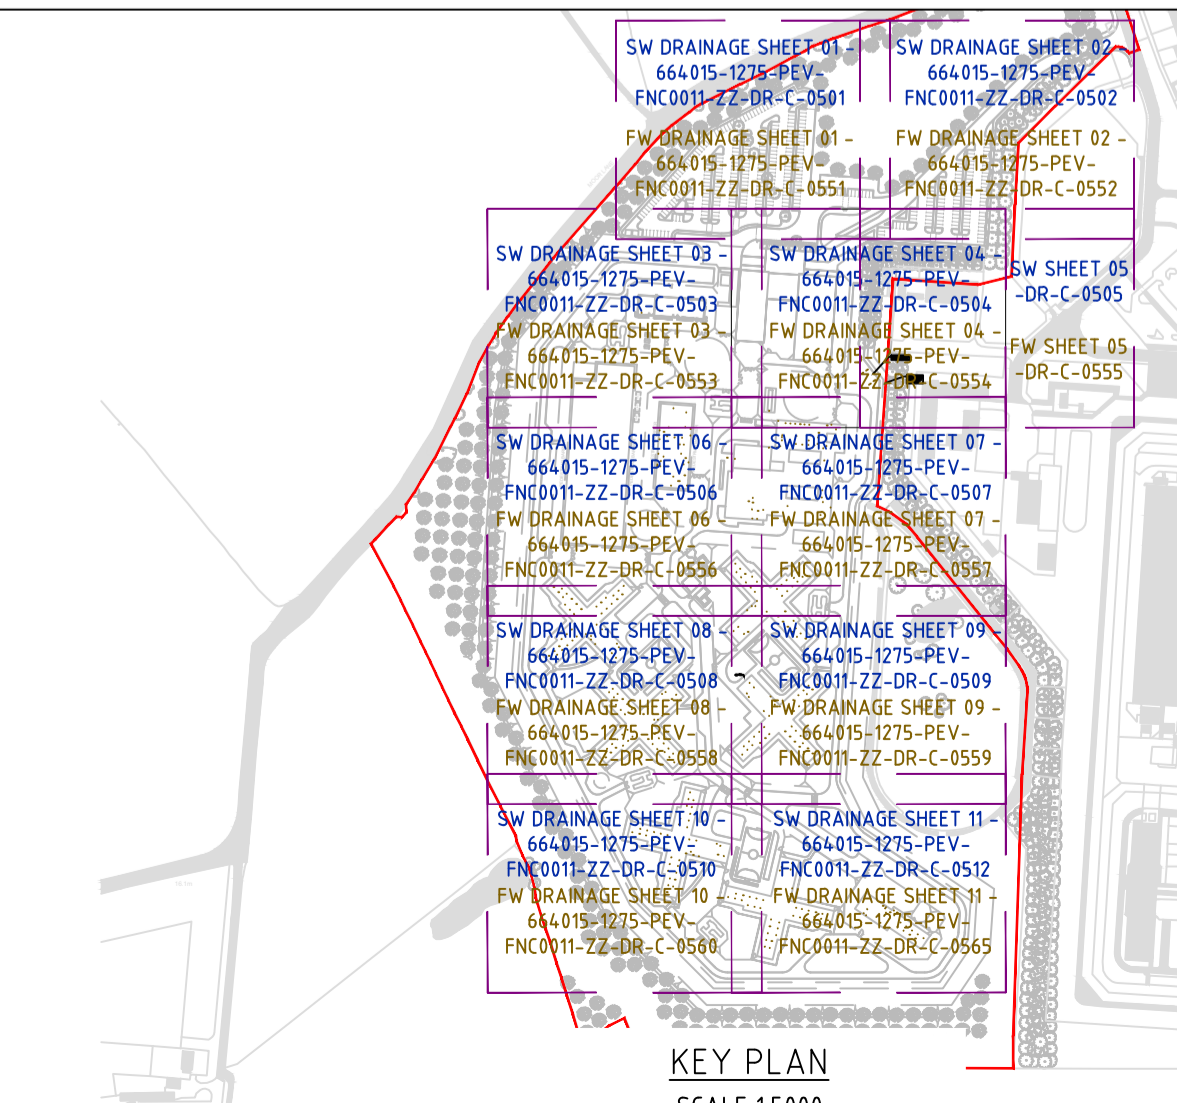 SW DRAINAGE SHEET 01 -
664015-1275-PEV-
FNC0011-ZZ-DR-C-0501
FW DRAINAGE SHEET 01 -
664015-1275-PEV-
FNC0011-ZZ-DR-C-0551
SW DRAINAGE SHEET 02 -
664015-1275-PEV-
FNC0011-ZZ-DR-C-0502
FW DRAINAGE SHEET 02 -
664015-1275-PEV-
FNC0011-ZZ-DR-C-0552
SW DRAINAGE SHEET 03 -
664015-1275-PEV-
FNC0011-ZZ-DR-C-0503
FW DRAINAGE SHEET 03 -
664015-1275-PEV-
FNC0011-ZZ-DR-C-0553
SW DRAINAGE SHEET 04 -
664015-1275-PEV-
FNC0011-ZZ-DR-C-0504
FW DRAINAGE SHEET 04 -
664015-1275-PEV-
FNC0011-ZZ-DR-C-0554
SW SHEET 05
-DR-C-0505
FW SHEET 05
-DR-C-0555
SW DRAINAGE SHEET 06 -
664015-1275-PEV-
FNC0011-ZZ-DR-C-0506
FW DRAINAGE SHEET 06 -
664015-1275-PEV-
FNC0011-ZZ-DR-C-0556
SW DRAINAGE SHEET 07 -
664015-1275-PEV-
FNC0011-ZZ-DR-C-0507
FW DRAINAGE SHEET 07 -
664015-1275-PEV-
FNC0011-ZZ-DR-C-0557
SW DRAINAGE SHEET 08 -
664015-1275-PEV-
FNC0011-ZZ-DR-C-0508
FW DRAINAGE SHEET 08 -
664015-1275-PEV-
FNC0011-ZZ-DR-C-0558
SW DRAINAGE SHEET 09 -
664015-1275-PEV-
FNC0011-ZZ-DR-C-0509
FW DRAINAGE SHEET 09 -
664015-1275-PEV-
FNC0011-ZZ-DR-C-0559
SW DRAINAGE SHEET 10 -
664015-1275-PEV-
FNC0011-ZZ-DR-C-0510
FW DRAINAGE SHEET 10 -
664015-1275-PEV-
FNC0011-ZZ-DR-C-0560
SW DRAINAGE SHEET 11 -
664015-1275-PEV-
FNC0011-ZZ-DR-C-0512
FW DRAINAGE SHEET 11 -
664015-1275-PEV-
FNC0011-ZZ-DR-C-0565
KEY PLAN
SCALE 1:5000